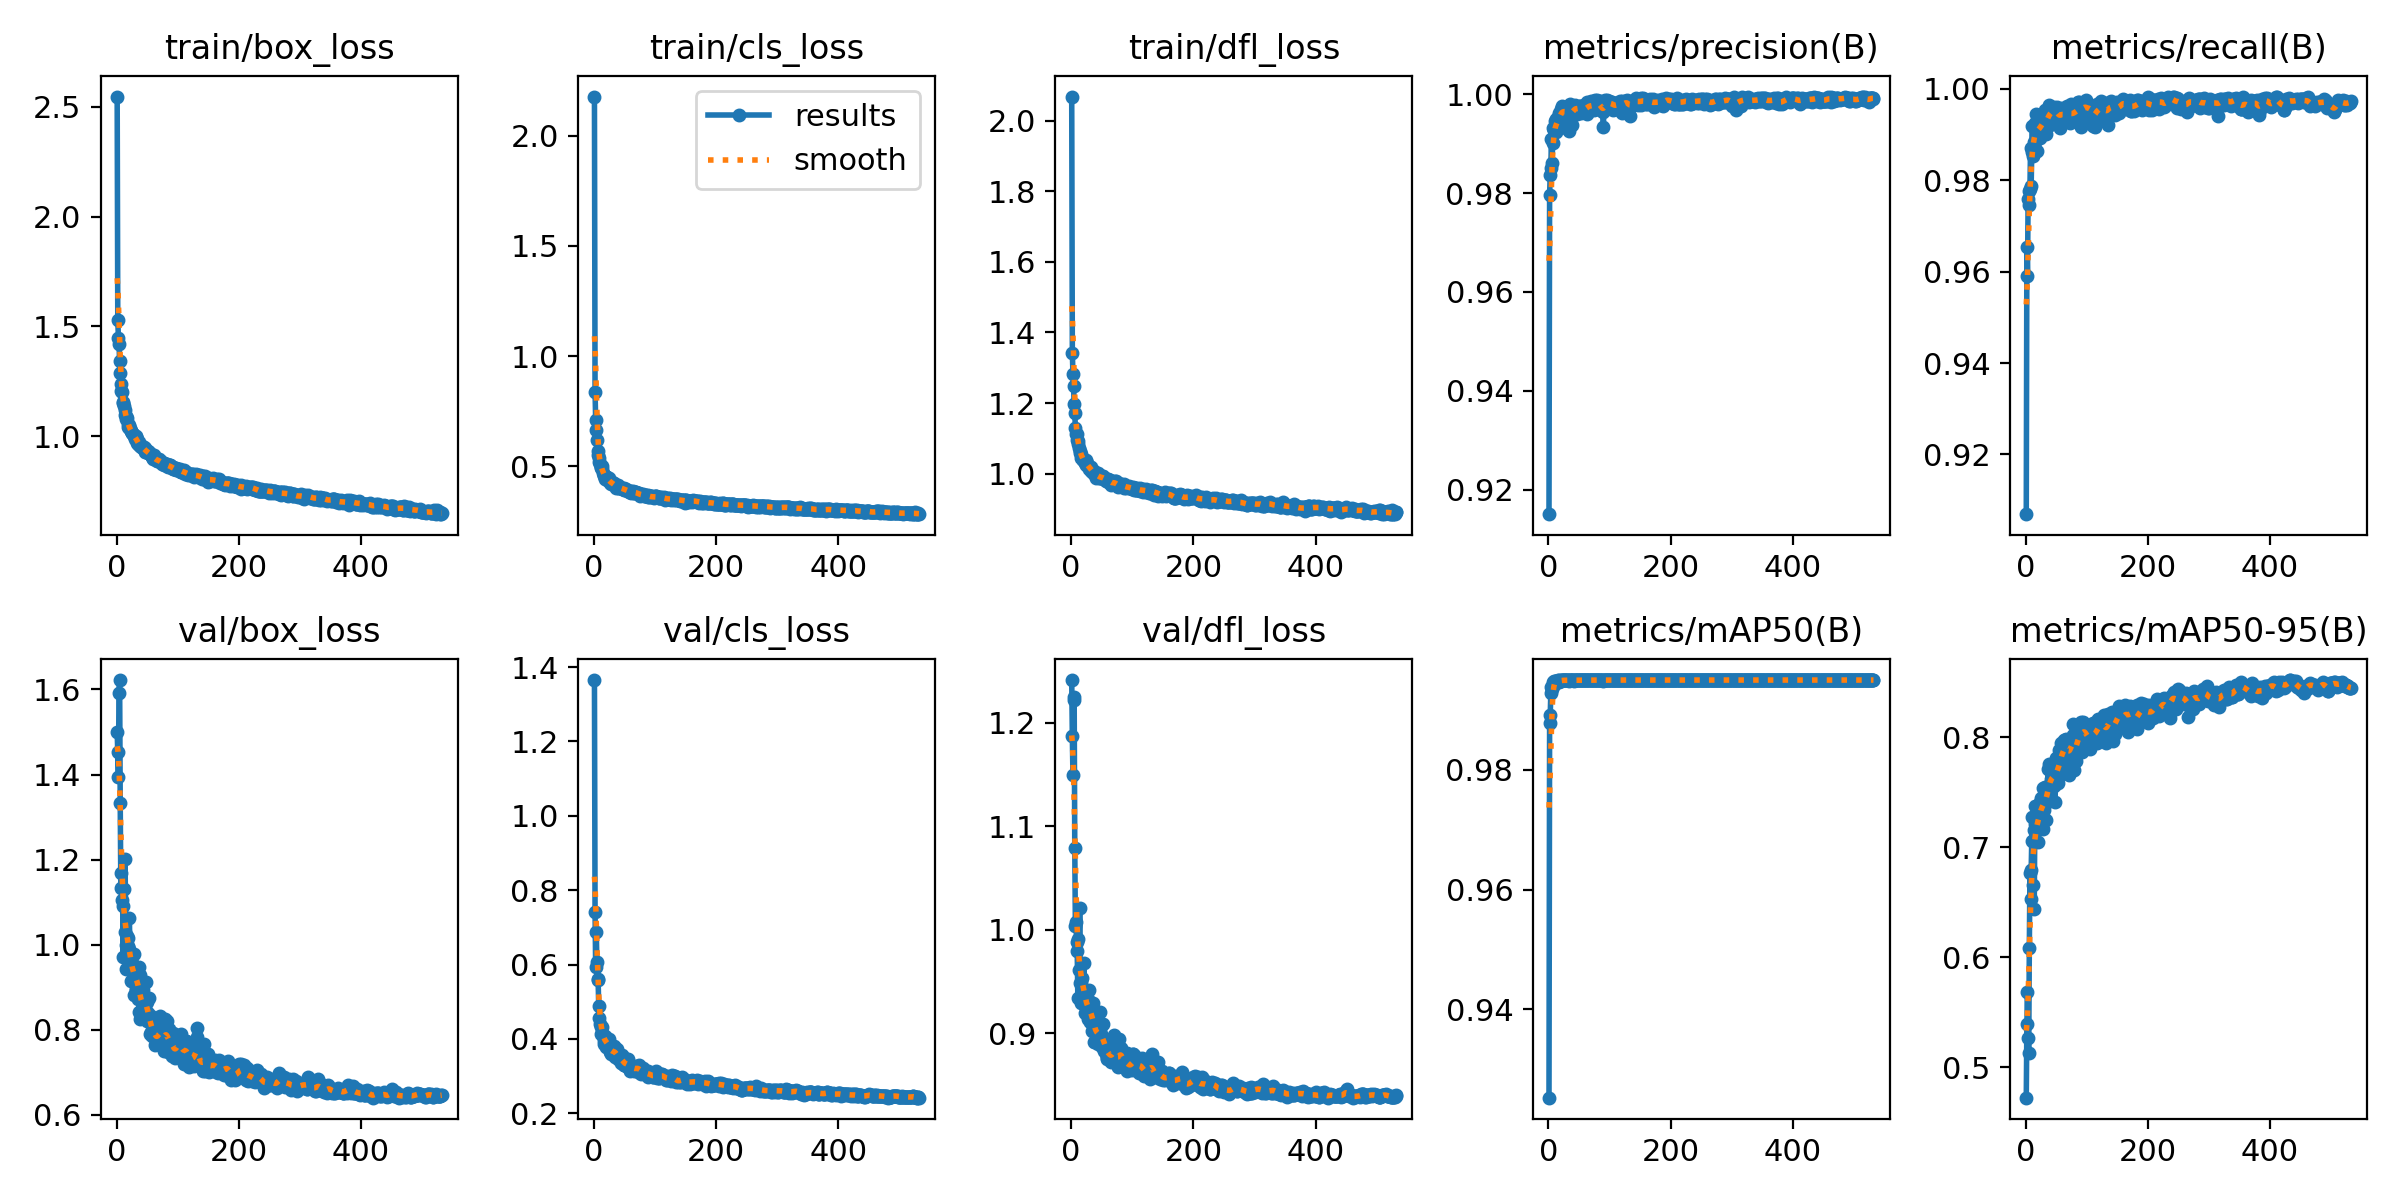 train/box_loss
2.5
2.0
1.5
1.0
0 200 400
train/cls_loss
results
smooth
2.0
1.5
1.0
0.5
0 200 400
train/dfl_loss
2.0
1.8
1.6
1.4
1.2
1.0
0 200 400
metrics/precision(B)
1.00
0.98
0.96
0.94
0.92
0 200 400
metrics/recall(B)
1.00
0.98
0.96
0.94
0.92
0 200 400
val/box_loss
1.6
1.4
1.2
1.0
0.8
0.6
0 200 400
val/cls_loss
1.4
1.2
1.0
0.8
0.6
0.4
0.2
0 200 400
val/dfl_loss
1.2
1.1
1.0
0.9
0 200 400
metrics/mAP50(B)
0.98
0.96
0.94
0 200 400
metrics/mAP50-95(B)
0.8
0.7
0.6
0.5
0 200 400